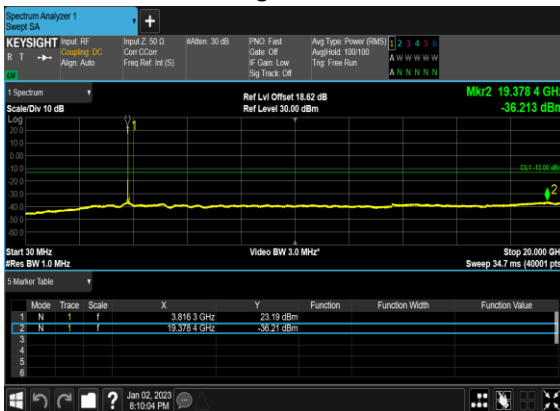 Spectrum Analyzer 1
Swept SA
+
KEYSIGHT Input: RF Input Z: 50 Ω #Atten: 30 dB PNO: Fast Avg Type: Power (RMS) 1 2 3 4 5 6
R T Coupling: DC Corr CCorr Gate: Off Avg|Hold: 100/100 A W W W W W
Align: Auto Freq Ref: Int (S) IF Gain: Low Trig: Free Run
Sig Track: Off A N N N N N
1 Spectrum Ref Lvl Offset 18.62 dB Mkr2 19.378 4 GHz
Scale/Div 10 dB Ref Level 30.00 dBm -36.213 dBm
Log
1
20.0
10.0
0.00
-10.0
DL1 -13.00 dBm
-20.0
2
-30.0
-40.0
-50.0
-60.0
Start 30 MHz Video BW 3.0 MHz* Stop 20.000 GHz
#Res BW 1.0 MHz Sweep 34.7 ms (40001 pts)
5 Marker Table
Mode Trace Scale X Y Function Function Width Function Value
1 N 1 f 3.816 3 GHz 23.19 dBm
2 N 1 f 19.378 4 GHz -36.21 dBm
3
4
5
6
? Jan 02, 2023
8:10:04 PM